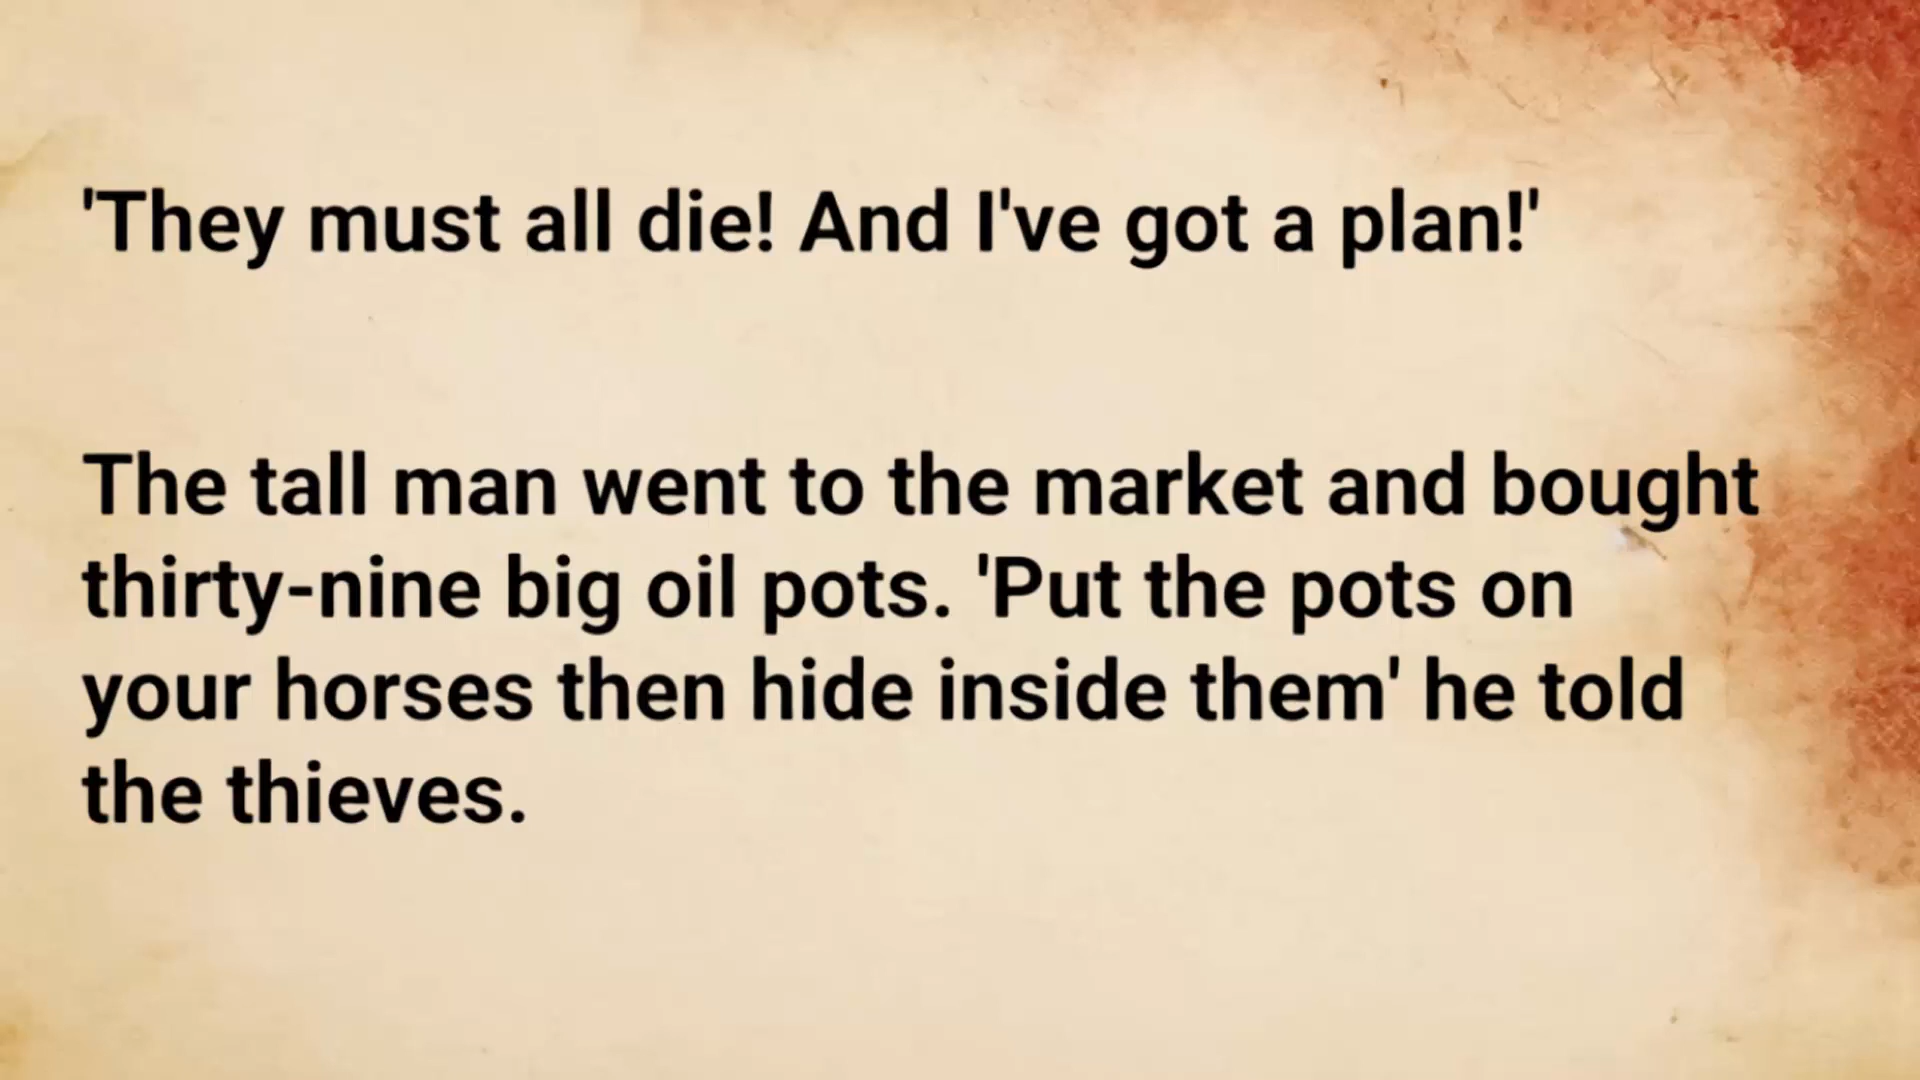 'They must all die! And I've got a plan!'
The tall man went to the market and bought
thirty-nine big oil pots. 'Put the pots on
your horses then hide inside them' he told
the thieves.